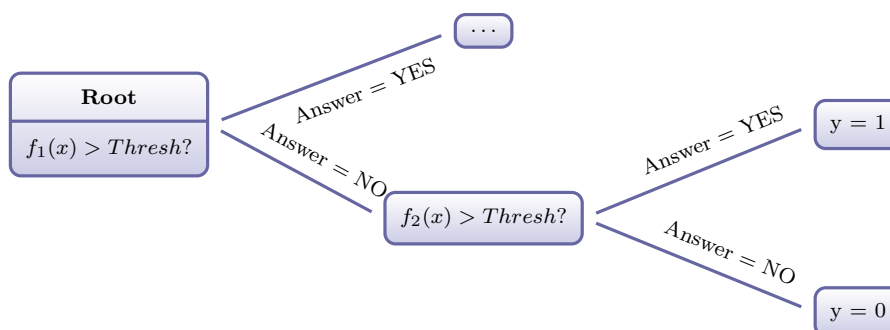 ...
Answer = YES
Root
f₁(x) > Thresh?
Answer = NO
f₂(x) > Thresh?
Answer = YES
y = 1
Answer = NO
y = 0